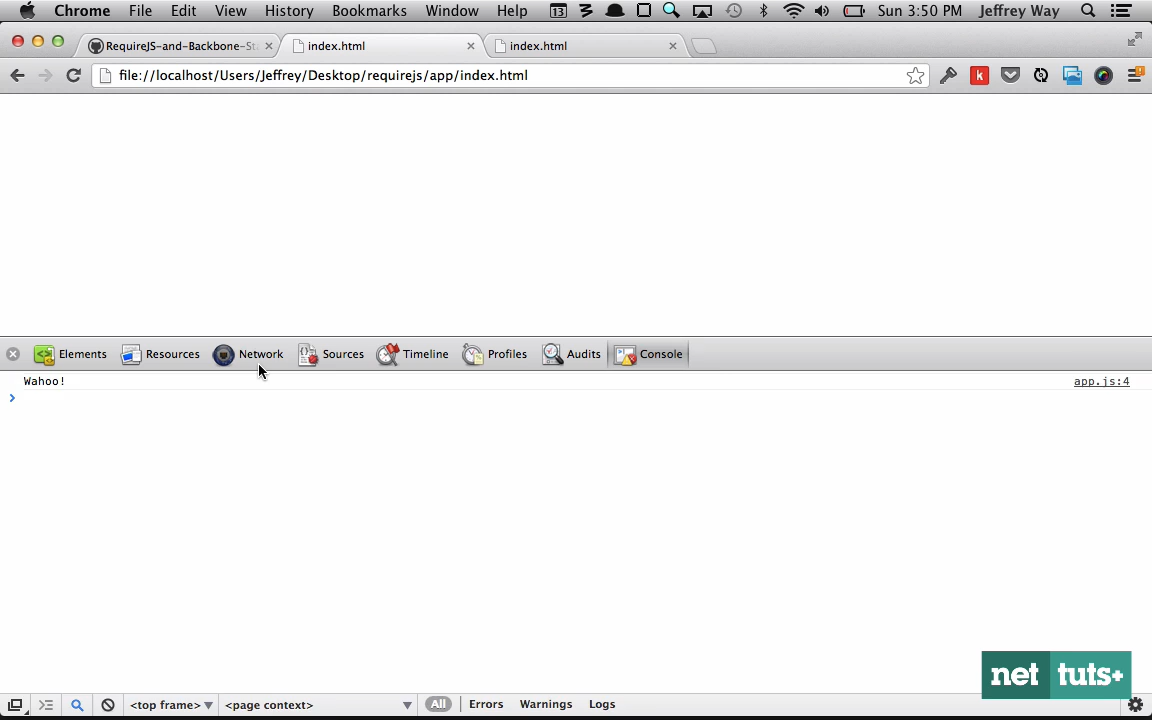 Chrome File Edit View History Bookmarks Window Help 13 Sun 3:50 PM Jeffrey Way
RequireJS-and-Backbone-St index.html index.html
file://localhost/Users/Jeffrey/Desktop/requirejs/app/index.html k
Elements Resources Network Sources Timeline Profiles Audits Console
Wahoo! app.js:4
net tuts+
<top frame> <page context> All Errors Warnings Logs